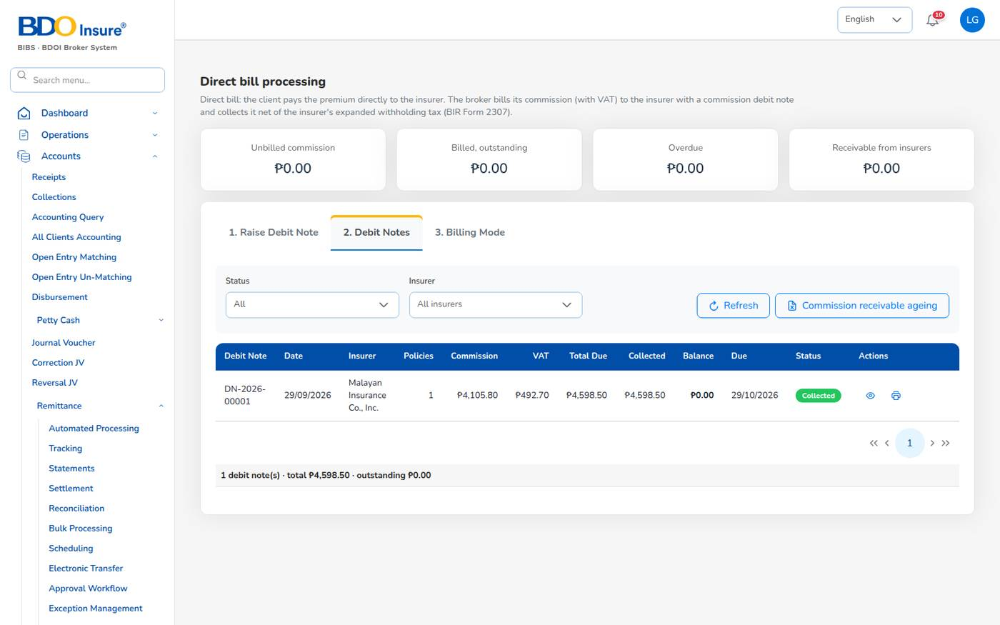 BDO Insure®
BIBS · BDOI Broker System
Search menu...
Dashboard
Operations
Accounts
Receipts
Collections
Accounting Query
All Clients Accounting
Open Entry Matching
Open Entry Un-Matching
Disbursement
Petty Cash
Journal Voucher
Correction JV
Reversal JV
Remittance
Automated Processing
Tracking
Statements
Settlement
Reconciliation
Bulk Processing
Scheduling
Electronic Transfer
Approval Workflow
Exception Management
English
10
LG
Direct bill processing
Direct bill: the client pays the premium directly to the insurer. The broker bills its commission (with VAT) to the insurer with a commission debit note
and collects it net of the insurer's expanded withholding tax (BIR Form 2307).
Unbilled commission
₱0.00
Billed, outstanding
₱0.00
Overdue
₱0.00
Receivable from insurers
₱0.00
1. Raise Debit Note 2. Debit Notes 3. Billing Mode
Status
All
Insurer
All insurers
Refresh
Commission receivable ageing
Debit Note Date Insurer Policies Commission VAT Total Due Collected Balance Due Status Actions
DN-2026-
00001
29/09/2026
Malayan
Insurance
Co., Inc.
1 ₱4,105.80 ₱492.70 ₱4,598.50 ₱4,598.50 ₱0.00 29/10/2026 Collected
1
1 debit note(s) · total ₱4,598.50 · outstanding ₱0.00